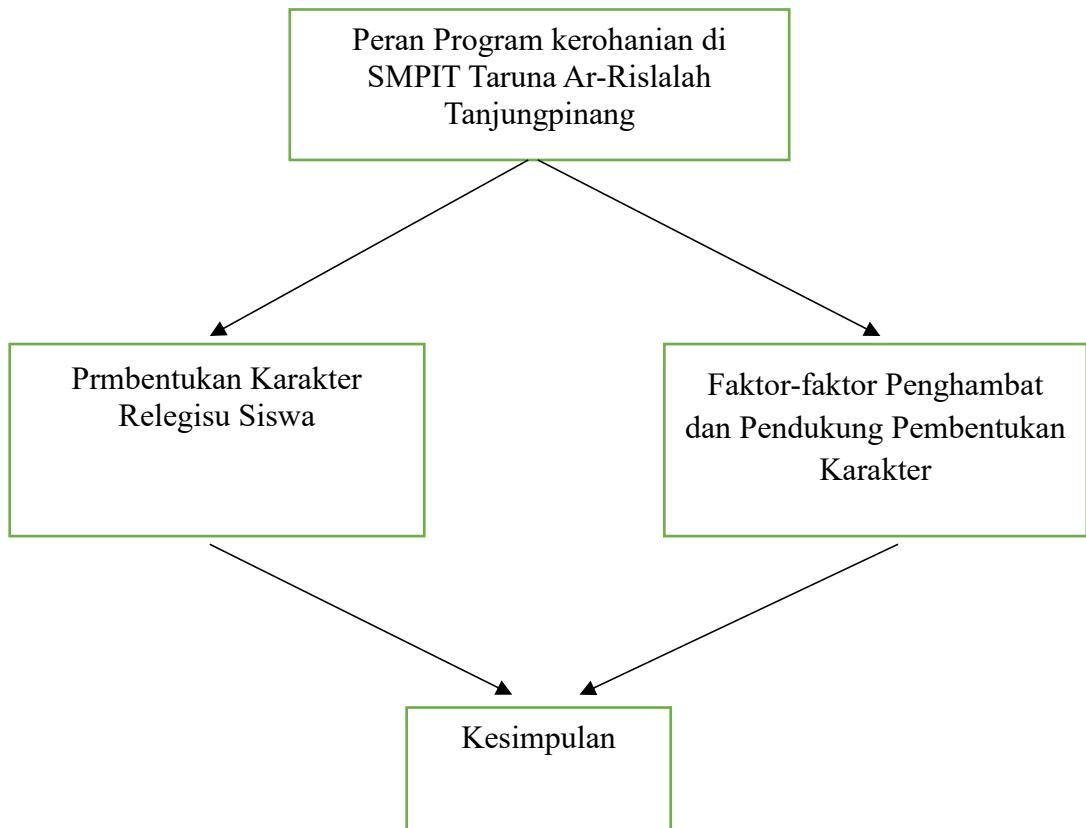 Peran Program kerohanian di
SMPIT Taruna Ar-Rislalah
Tanjungpinang
Prmbentukan Karakter
Relegisu Siswa
Faktor-faktor Penghambat
dan Pendukung Pembentukan
Karakter
Kesimpulan